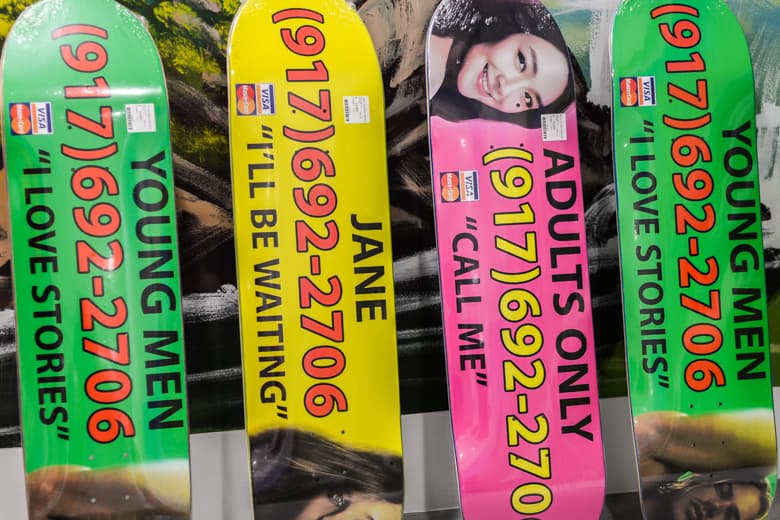 YOUNG MEN
(917)692-2706
"I LOVE STORIES"
MasterCard VISA
JANE
(917)692-2706
"I'LL BE WAITING"
MasterCard VISA
ADULTS ONLY
(917)692-270
"CALL ME"
MasterCard VISA
YOUNG MEN
(917)692-2706
"I LOVE STORIES"
MasterCard VISA